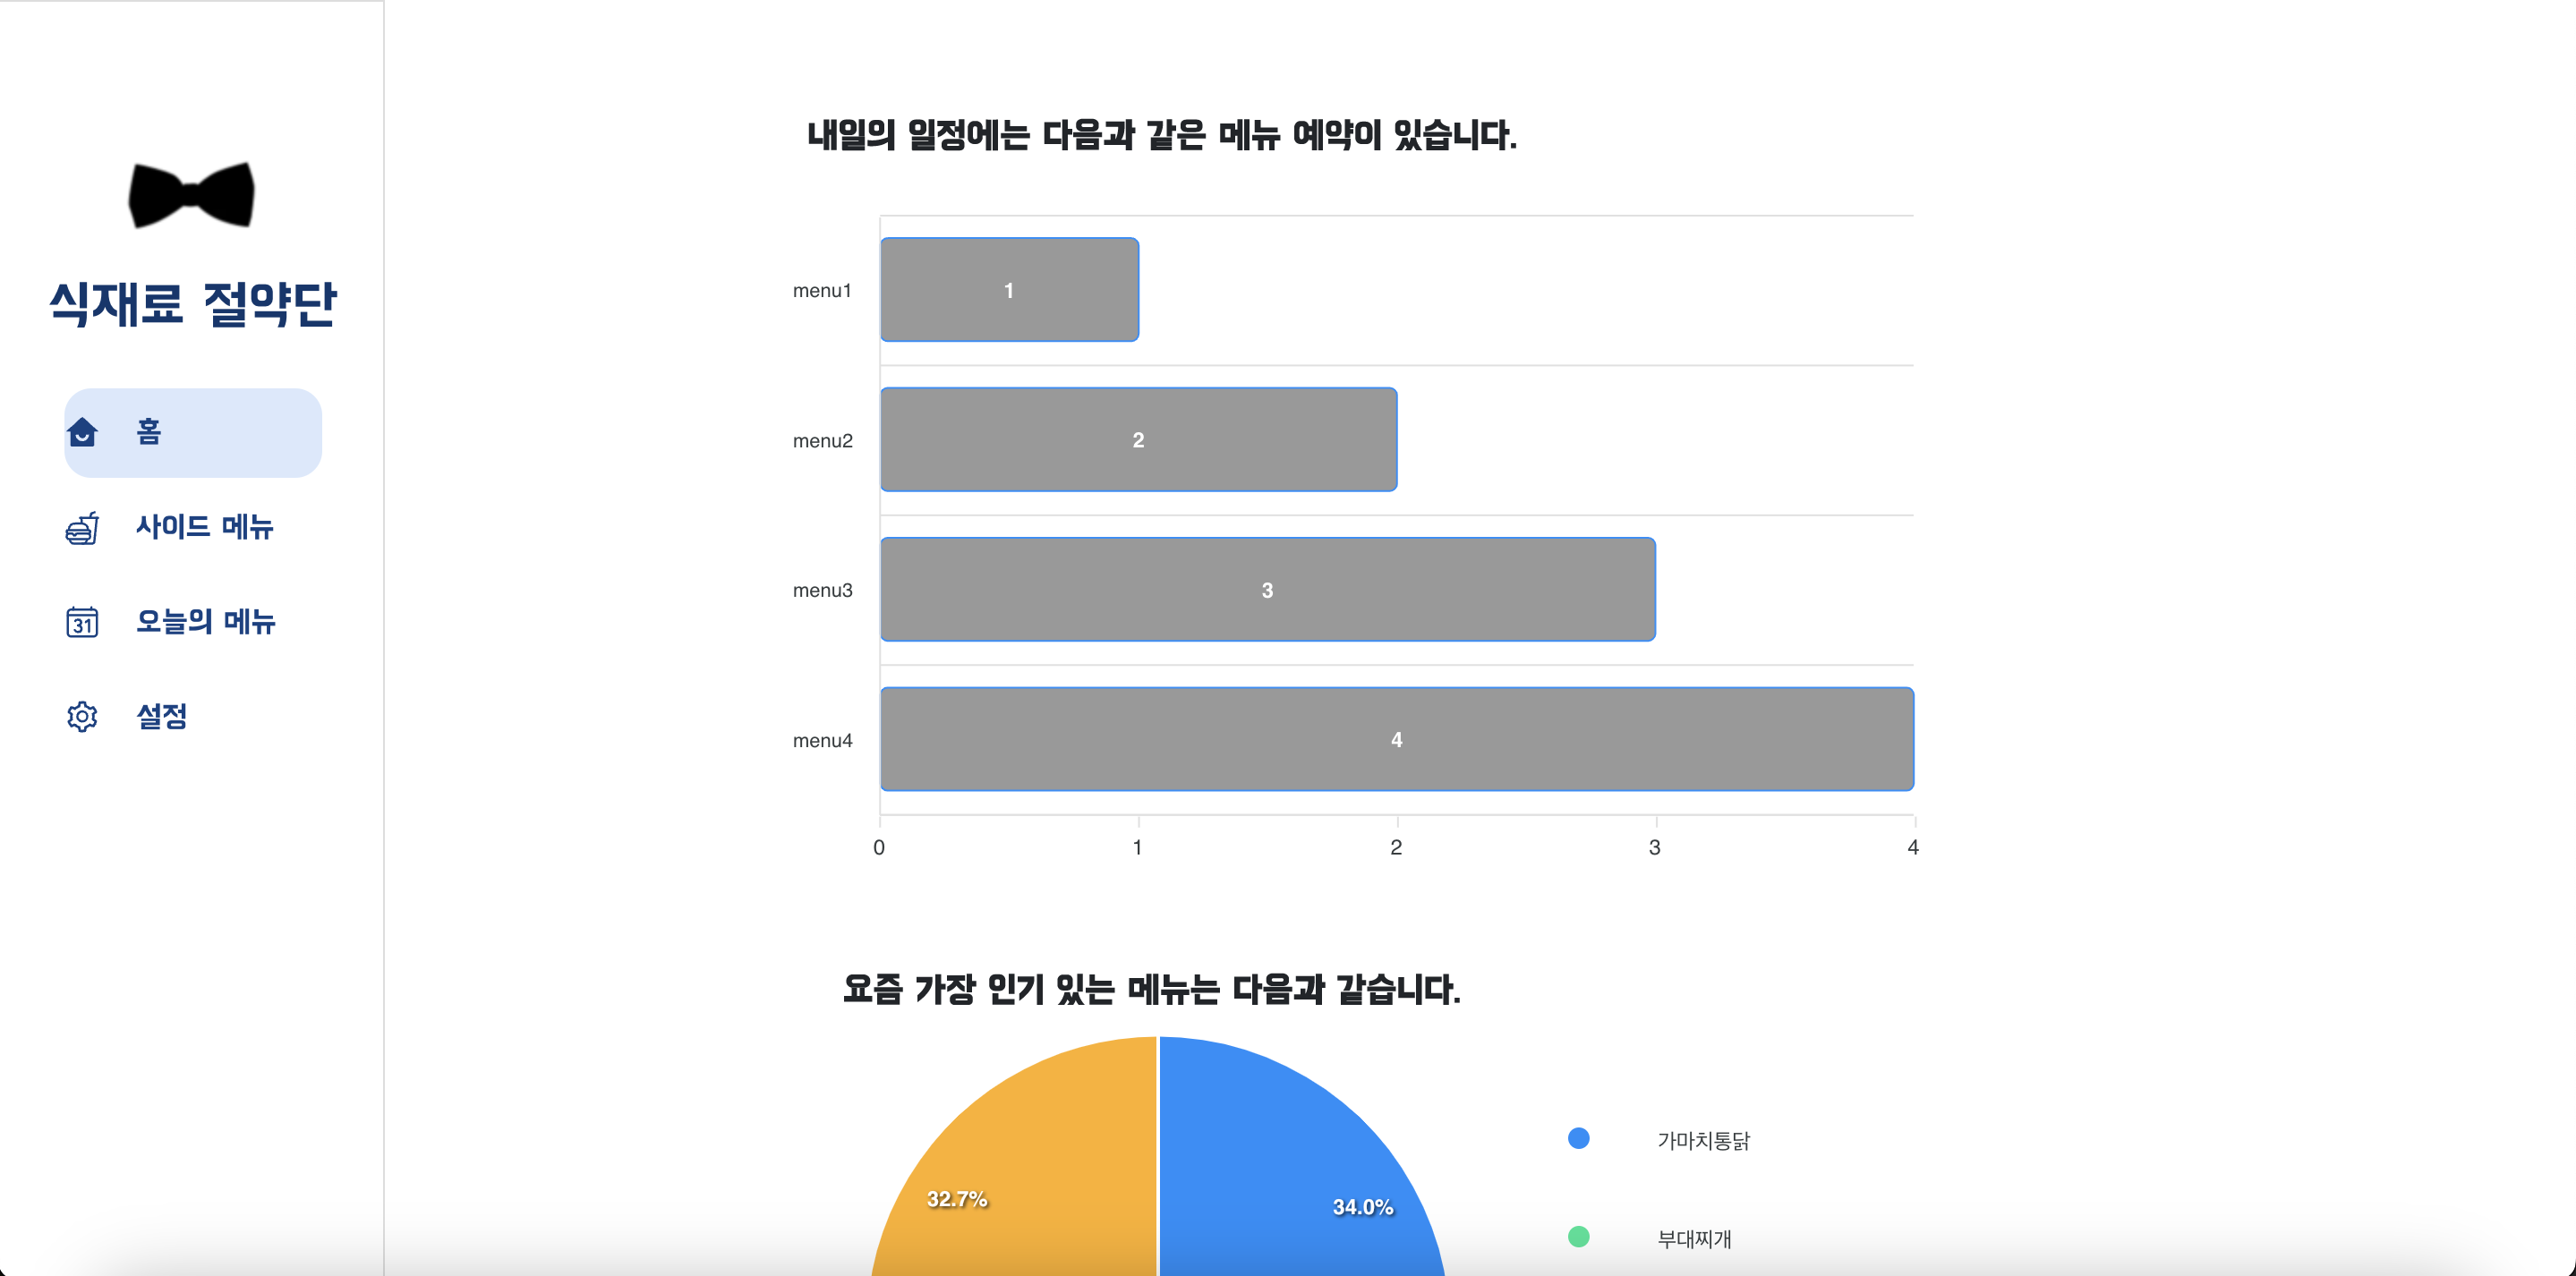 식재료 절약단
홈
사이드 메뉴
31
오늘의 메뉴
설정
내일의 일정에는 다음과 같은 메뉴 예약이 있습니다.
menu1
1
menu2
2
menu3
3
menu4
4
0 1 2 3 4
요즘 가장 인기 있는 메뉴는 다음과 같습니다.
32.7%
34.0%
가마치통닭
부대찌개